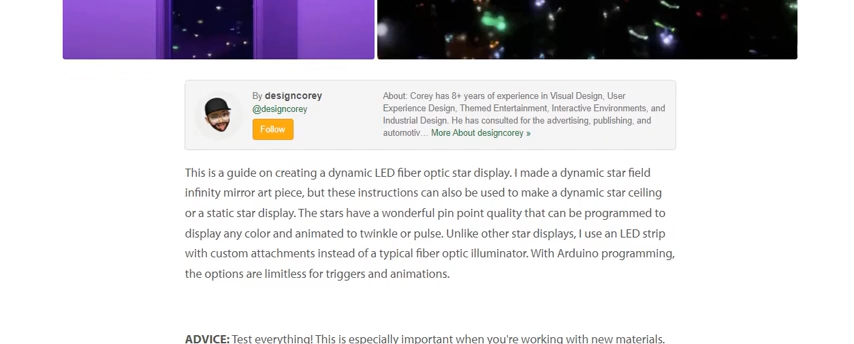 By designcorey
@designcorey
Follow
About: Corey has 8+ years of experience in Visual Design, User
Experience Design, Themed Entertainment, Interactive Environments, and
Industrial Design. He has consulted for the advertising, publishing, and
automotiv… More About designcorey »
This is a guide on creating a dynamic LED fiber optic star display. I made a dynamic star field
infinity mirror art piece, but these instructions can also be used to make a dynamic star ceiling
or a static star display. The stars have a wonderful pin point quality that can be programmed to
display any color and animated to twinkle or pulse. Unlike other star displays, I use an LED strip
with custom attachments instead of a typical fiber optic illuminator. With Arduino programming,
the options are limitless for triggers and animations.
ADVICE: Test everything! This is especially important when you're working with new materials.